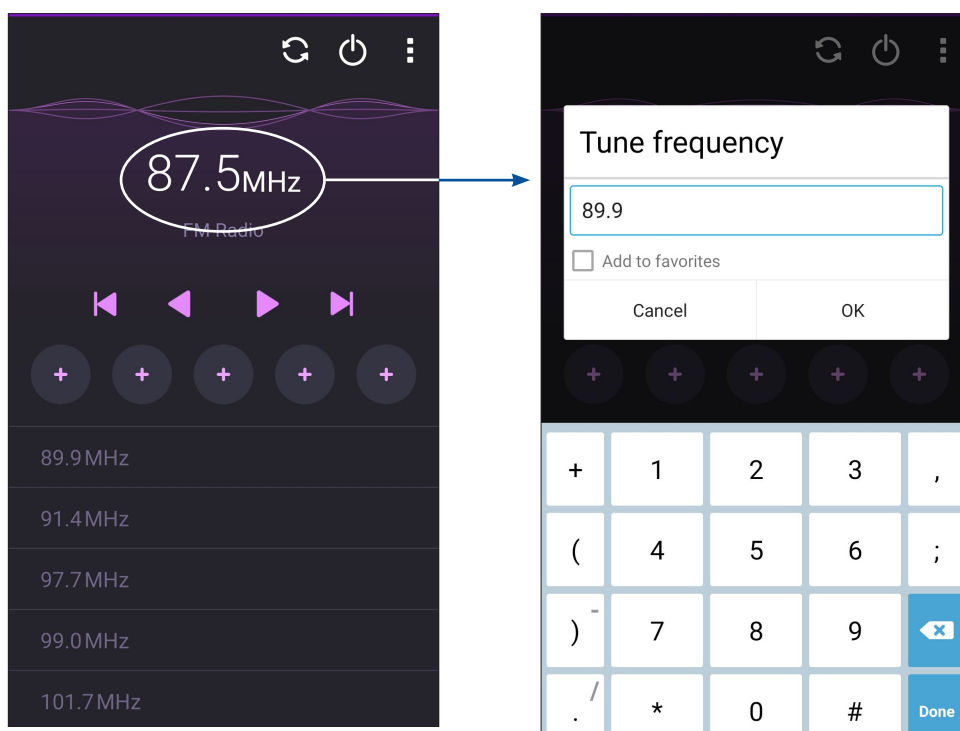 87.5MHz
FM Radio
+ + + + +
89.9MHz
91.4MHz
97.7MHz
99.0MHz
101.7MHz
Tune frequency
89.9
Add to favorites
Cancel OK
+ + + + +
+ 1 2 3 ,
( 4 5 6 ;
) - 7 8 9
. / * 0 # Done